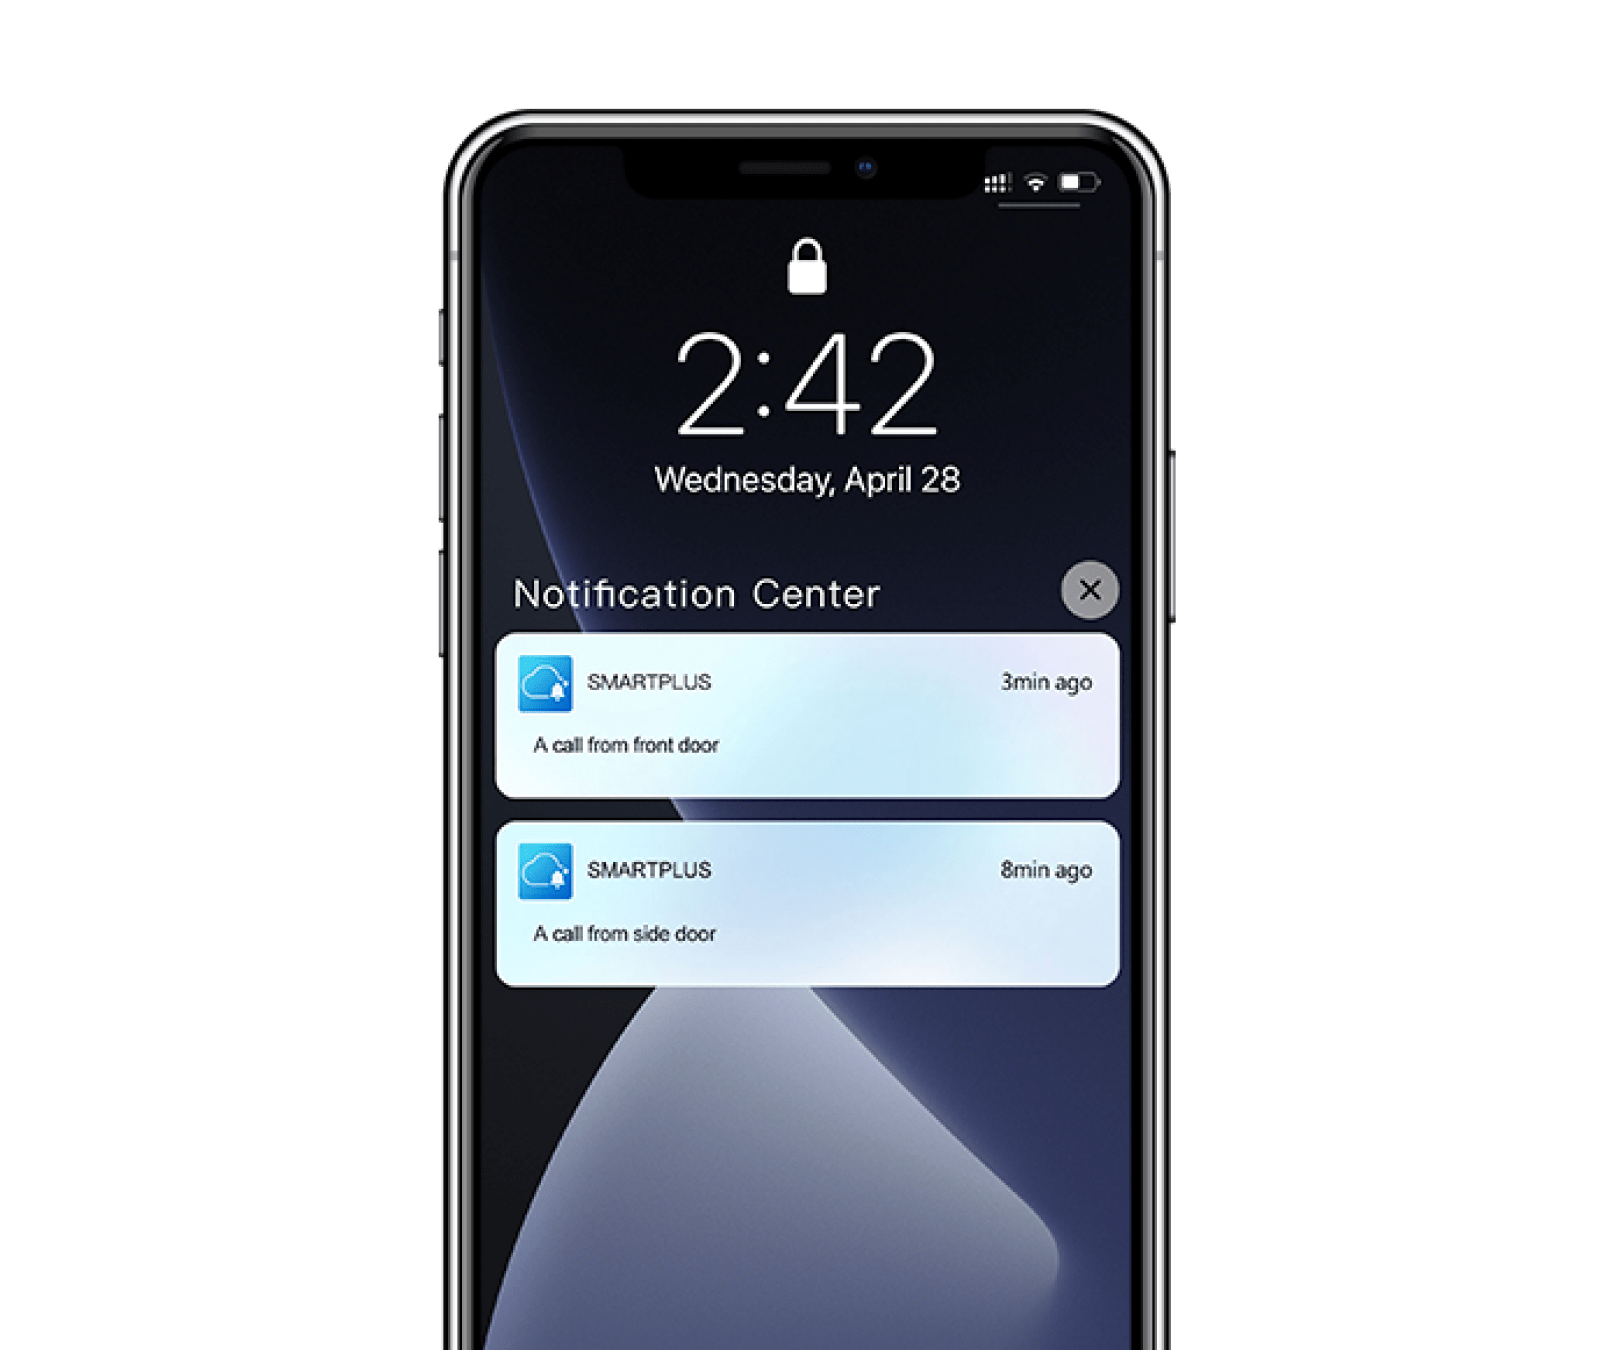 2:42
Wednesday, April 28
Notification Center
SMARTPLUS 3min ago
A call from front door
SMARTPLUS 8min ago
A call from side door